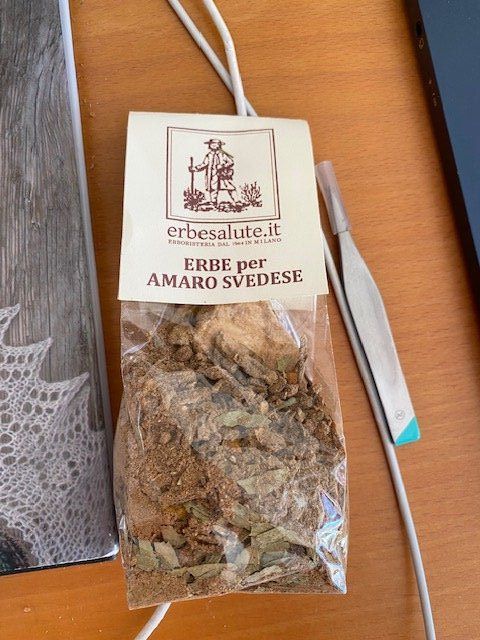 erbesalute.it
ERBORISTERIA DAL 1964 IN MILANO
ERBE per
AMARO SVEDESE